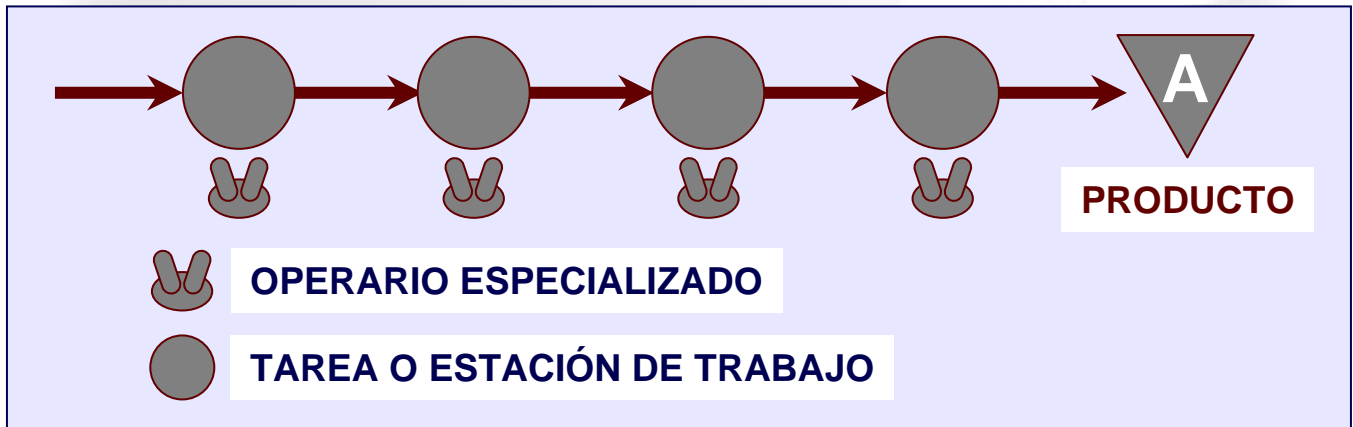 A
PRODUCTO
OPERARIO ESPECIALIZADO
TAREA O ESTACIÓN DE TRABAJO